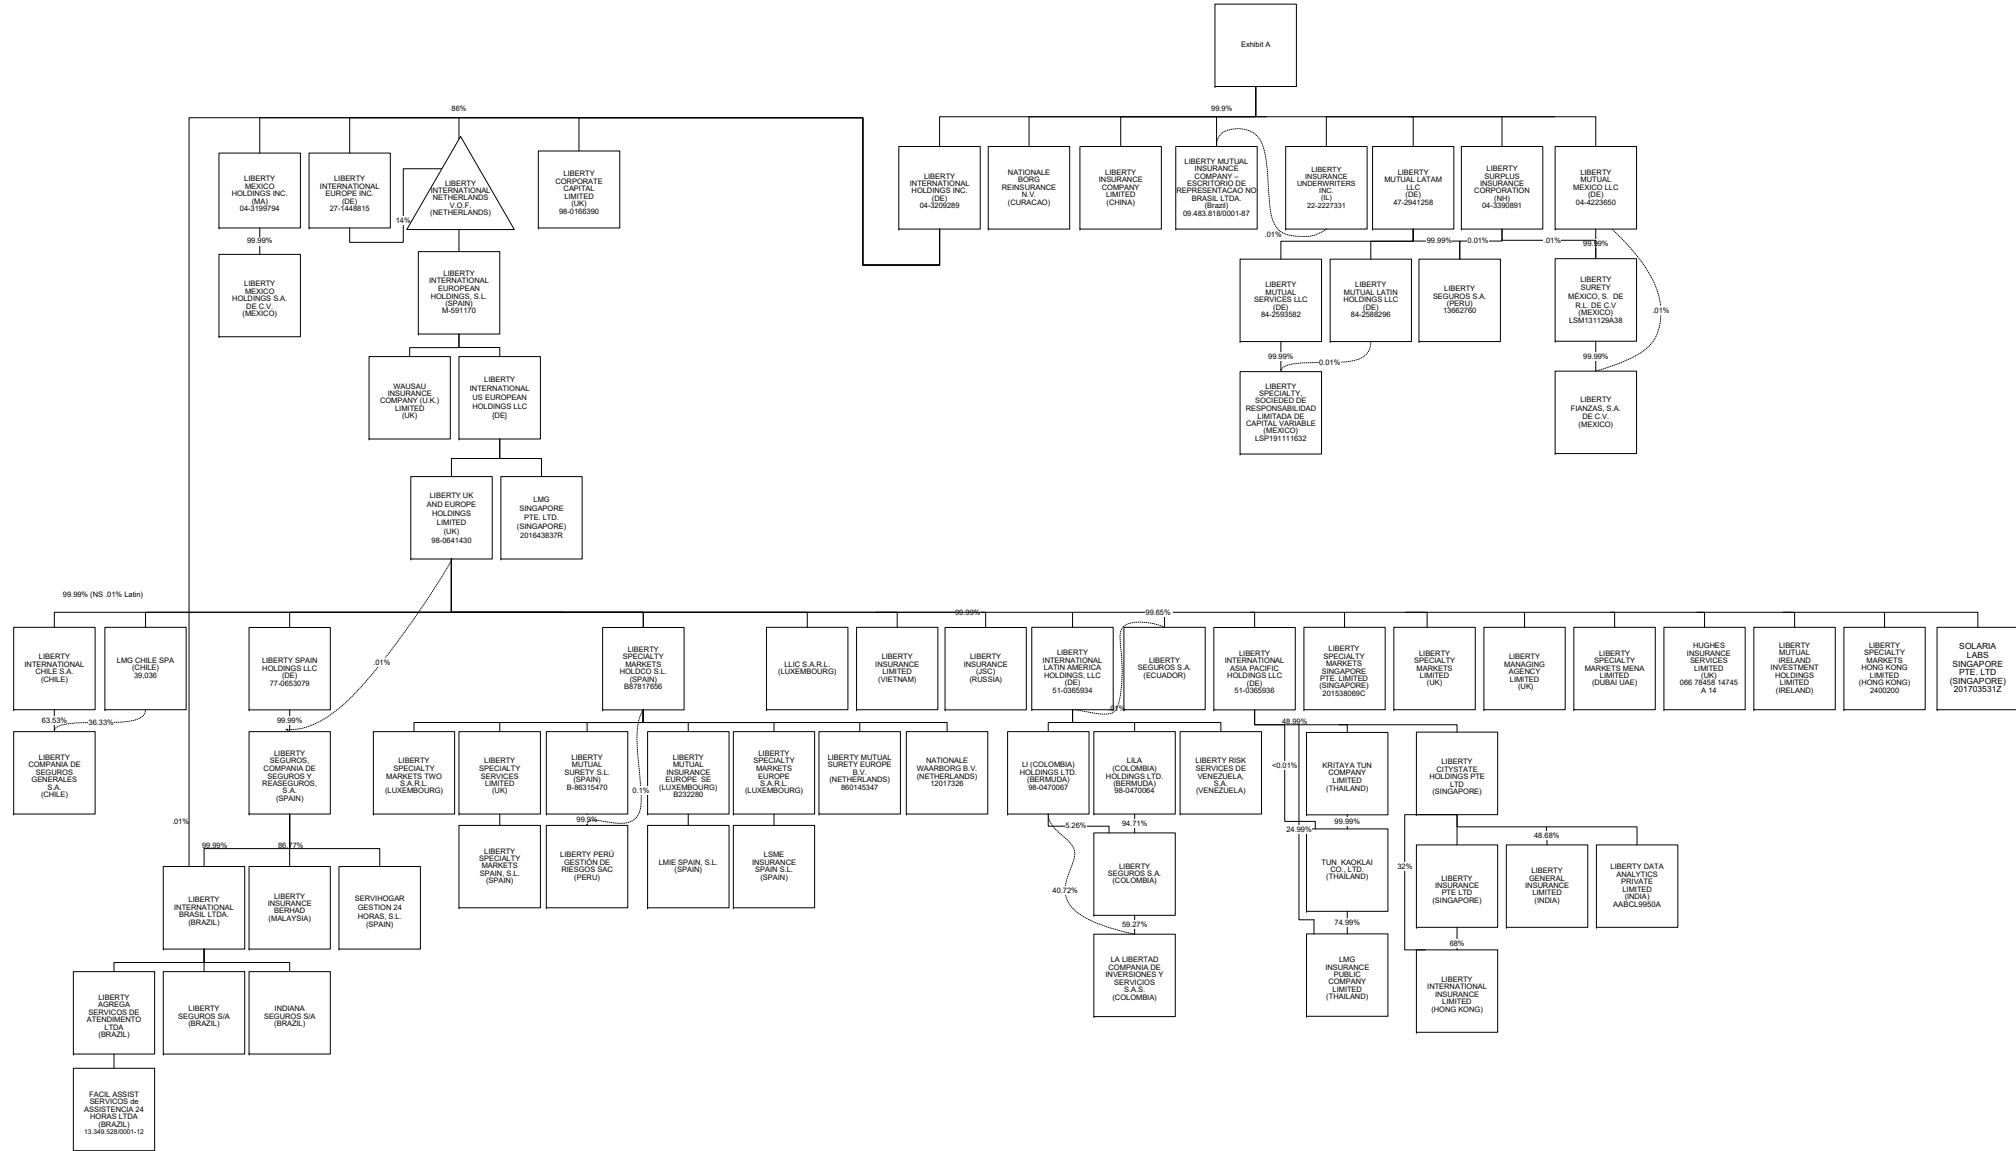 Exhibit A
86%
99.9%
LIBERTY
MEXICO
HOLDINGS INC.
(MA)
04-3199794
LIBERTY
INTERNATIONAL
EUROPE INC.
(DE)
27-1448815
LIBERTY
INTERNATIONAL
NETHERLANDS
V.O.F.
(NETHERLANDS)
14%
LIBERTY
CORPORATE
CAPITAL
LIMITED
(UK)
98-0166390
LIBERTY
INTERNATIONAL
HOLDINGS INC.
(DE)
04-3209289
NATIONALE
BORG
REINSURANCE
N.V.
(CURACAO)
LIBERTY
INSURANCE
COMPANY
LIMITED
(CHINA)
LIBERTY MUTUAL
INSURANCE
COMPANY –
ESCRITORIO DE
REPRESENTACAO NO
BRASIL LTDA.
(Brazil)
09.483.818/0001-87
LIBERTY
INSURANCE
UNDERWRITERS
INC.
(IL)
22-2227331
LIBERTY
MUTUAL LATAM
LLC
(DE)
47-2941258
LIBERTY
SURPLUS
INSURANCE
CORPORATION
(NH)
04-3390891
LIBERTY
MUTUAL
MEXICO LLC
(DE)
04-4223650
.01%
99.99%
0.01%
.01%
99.99%
99.99%
LIBERTY
MEXICO
HOLDINGS S.A.
DE C.V.
(MEXICO)
LIBERTY
INTERNATIONAL
EUROPEAN
HOLDINGS, S.L.
(SPAIN)
M-591170
LIBERTY
MUTUAL
SERVICES LLC
(DE)
84-2593582
LIBERTY
MUTUAL LATIN
HOLDINGS LLC
(DE)
84-2588296
LIBERTY
SEGUROS S.A.
(PERU)
13662760
LIBERTY
SURETY
MÉXICO, S. DE
R.L. DE C.V
(MEXICO)
LSM131129A38
.01%
99.99%
0.01%
99.99%
WAUSAU
INSURANCE
COMPANY (U.K.)
LIMITED
(UK)
LIBERTY
INTERNATIONAL
US EUROPEAN
HOLDINGS LLC
(DE)
LIBERTY
SPECIALTY,
SOCIEDED DE
RESPONSABILIDAD
LIMITADA DE
CAPITAL VARIABLE
(MEXICO)
LSP191111632
LIBERTY
FIANZAS, S.A.
DE C.V.
(MEXICO)
LIBERTY UK
AND EUROPE
HOLDINGS
LIMITED
(UK)
98-0641430
LMG
SINGAPORE
PTE. LTD.
(SINGAPORE)
201643837R
99.99% (NS .01% Latin)
99.99%
99.65%
LIBERTY
INTERNATIONAL
CHILE S.A.
(CHILE)
LMG CHILE SPA
(CHILE)
39,036
LIBERTY SPAIN
HOLDINGS LLC
(DE)
77-0653079
.01%
LIBERTY
SPECIALTY
MARKETS
HOLDCO S.L.
(SPAIN)
B87817656
LLIC S.A.R.L.
(LUXEMBOURG)
LIBERTY
INSURANCE
LIMITED
(VIETNAM)
LIBERTY
INSURANCE
(JSC)
(RUSSIA)
LIBERTY
INTERNATIONAL
LATIN AMERICA
HOLDINGS, LLC
(DE)
51-0365934
LIBERTY
SEGUROS S.A.
(ECUADOR)
LIBERTY
INTERNATIONAL
ASIA PACIFIC
HOLDINGS LLC
(DE)
51-0365936
LIBERTY
SPECIALTY
MARKETS
SINGAPORE
PTE. LIMITED
(SINGAPORE)
201538069C
LIBERTY
SPECIALTY
MARKETS
LIMITED
(UK)
LIBERTY
MANAGING
AGENCY
LIMITED
(UK)
LIBERTY
SPECIALTY
MARKETS MENA
LIMITED
(DUBAI UAE)
HUGHES
INSURANCE
SERVICES
LIMITED
(UK)
066 78458 14745
A 14
LIBERTY
MUTUAL
IRELAND
INVESTMENT
HOLDINGS
LIMITED
(IRELAND)
LIBERTY
SPECIALTY
MARKETS
HONG KONG
LIMITED
(HONG KONG)
2400200
SOLARIA
LABS
SINGAPORE
PTE. LTD
(SINGAPORE)
201703531Z
63.53%
36.33%
99.99%
.01%
48.99%
LIBERTY
COMPANIA DE
SEGUROS
GENERALES
S.A.
(CHILE)
LIBERTY
SEGUROS,
COMPANIA DE
SEGUROS Y
REASEGUROS,
S.A.
(SPAIN)
LIBERTY
SPECIALTY
MARKETS TWO
S.A.R.L.
(LUXEMBOURG)
LIBERTY
SPECIALTY
SERVICES
LIMITED
(UK)
LIBERTY
MUTUAL
SURETY S.L.
(SPAIN)
B-86315470
0.1%
LIBERTY
MUTUAL
INSURANCE
EUROPE SE
(LUXEMBOURG)
B232280
LIBERTY
SPECIALTY
MARKETS
EUROPE
S.A.R.L.
(LUXEMBOURG)
LIBERTY MUTUAL
SURETY EUROPE
B.V.
(NETHERLANDS)
860145347
NATIONALE
WAARBORG B.V.
(NETHERLANDS)
12017326
LI (COLOMBIA)
HOLDINGS LTD.
(BERMUDA)
98-0470067
LILA
(COLOMBIA)
HOLDINGS LTD.
(BERMUDA)
98-0470064
LIBERTY RISK
SERVICES DE
VENEZUELA,
S.A.
(VENEZUELA)
<0.01%
KRITAYA TUN
COMPANY
LIMITED
(THAILAND)
LIBERTY
CITYSTATE
HOLDINGS PTE
LTD
(SINGAPORE)
.01%
99.99%
86.77%
99.9%
5.26%
94.71%
24.99%
99.99%
48.68%
LIBERTY
INTERNATIONAL
BRASIL LTDA.
(BRAZIL)
LIBERTY
INSURANCE
BERHAD
(MALAYSIA)
SERVIHOGAR
GESTION 24
HORAS, S.L.
(SPAIN)
LIBERTY
SPECIALTY
MARKETS
SPAIN, S.L.
(SPAIN)
LIBERTY PERÚ
GESTIÓN DE
RIESGOS SAC
(PERU)
LMIE SPAIN, S.L.
(SPAIN)
LSME
INSURANCE
SPAIN S.L.
(SPAIN)
40.72%
LIBERTY
SEGUROS S.A.
(COLOMBIA)
TUN KAOKLAI
CO., LTD.
(THAILAND)
32%
LIBERTY
INSURANCE
PTE LTD
(SINGAPORE)
LIBERTY
GENERAL
INSURANCE
LIMITED
(INDIA)
LIBERTY DATA
ANALYTICS
PRIVATE
LIMITED
(INDIA)
AABCL9950A
59.27%
74.99%
68%
LIBERTY
AGREGA
SERVICOS DE
ATENDIMENTO
LTDA
(BRAZIL)
LIBERTY
SEGUROS S/A
(BRAZIL)
INDIANA
SEGUROS S/A
(BRAZIL)
LA LIBERTAD
COMPANIA DE
INVERSIONES Y
SERVICIOS
S.A.S.
(COLOMBIA)
LMG
INSURANCE
PUBLIC
COMPANY
LIMITED
(THAILAND)
LIBERTY
INTERNATIONAL
INSURANCE
LIMITED
(HONG KONG)
FACIL ASSIST
SERVICOS de
ASSISTENCIA 24
HORAS LTDA
(BRAZIL)
13.349.528/0001-12